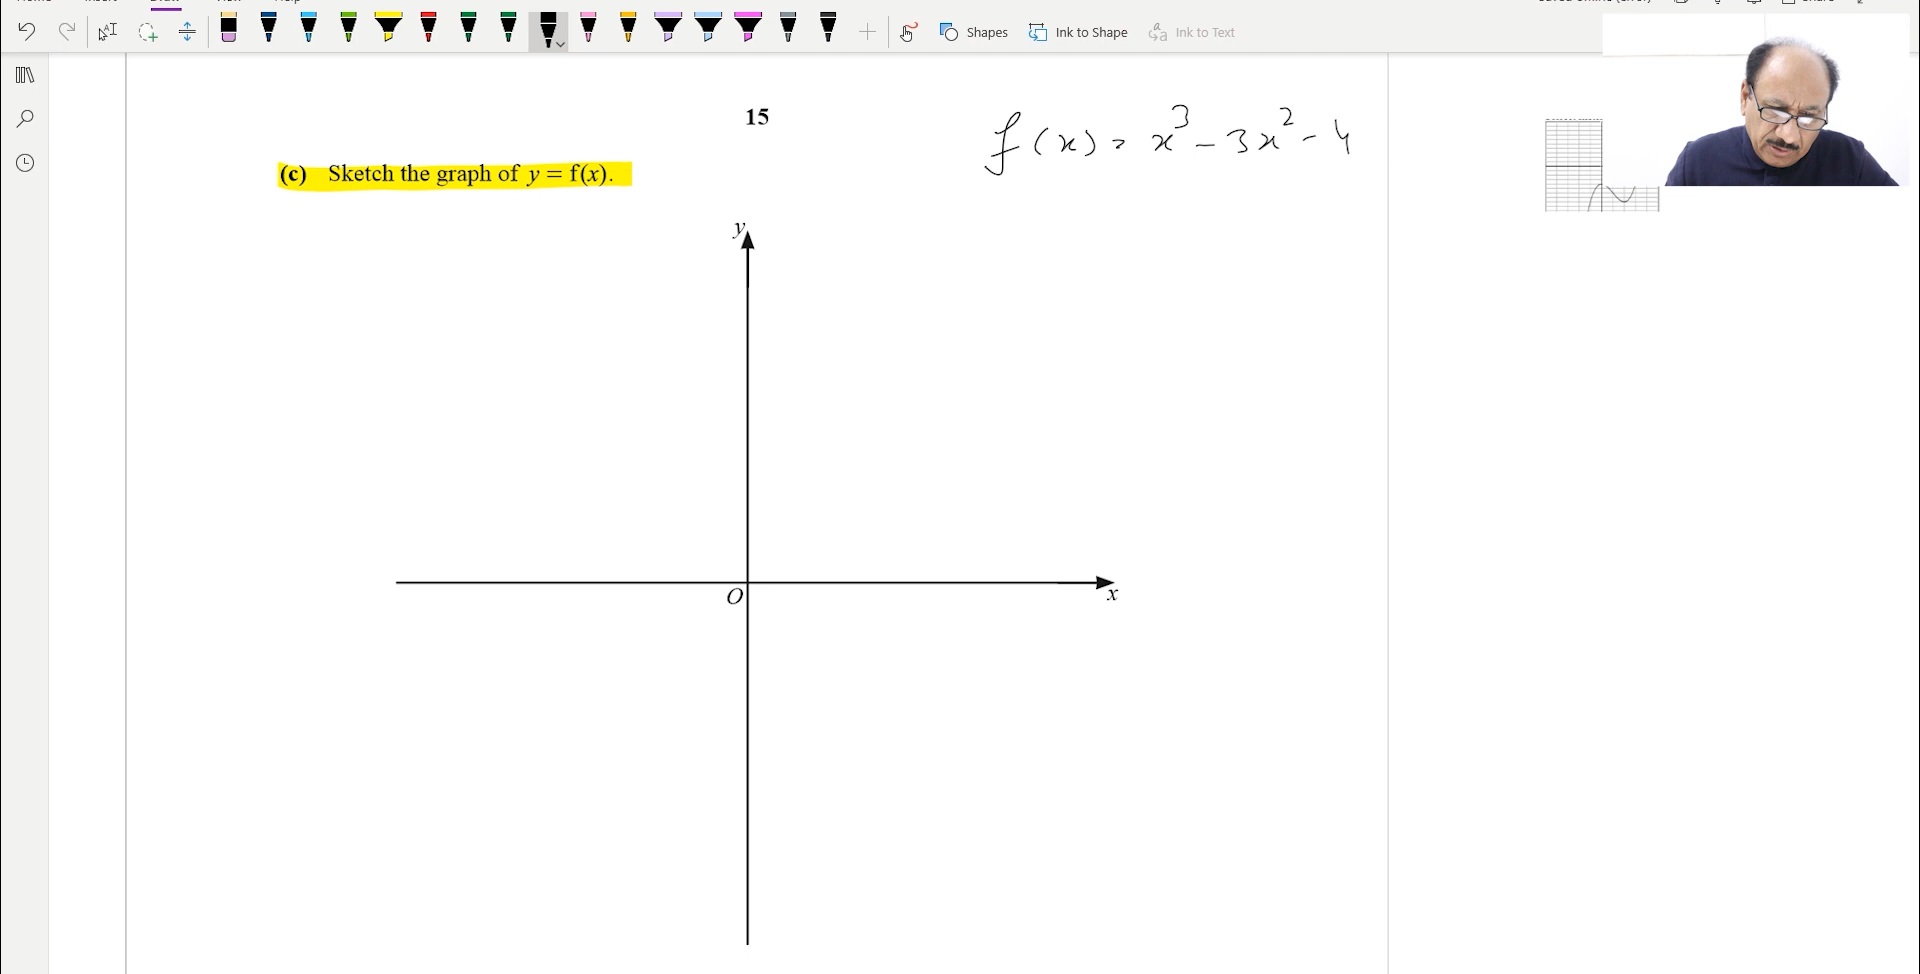 Shapes
Ink to Shape
Ink to Text
15
f(x) = x³ - 3x² - 4
(c) Sketch the graph of y = f(x).
y
O
x